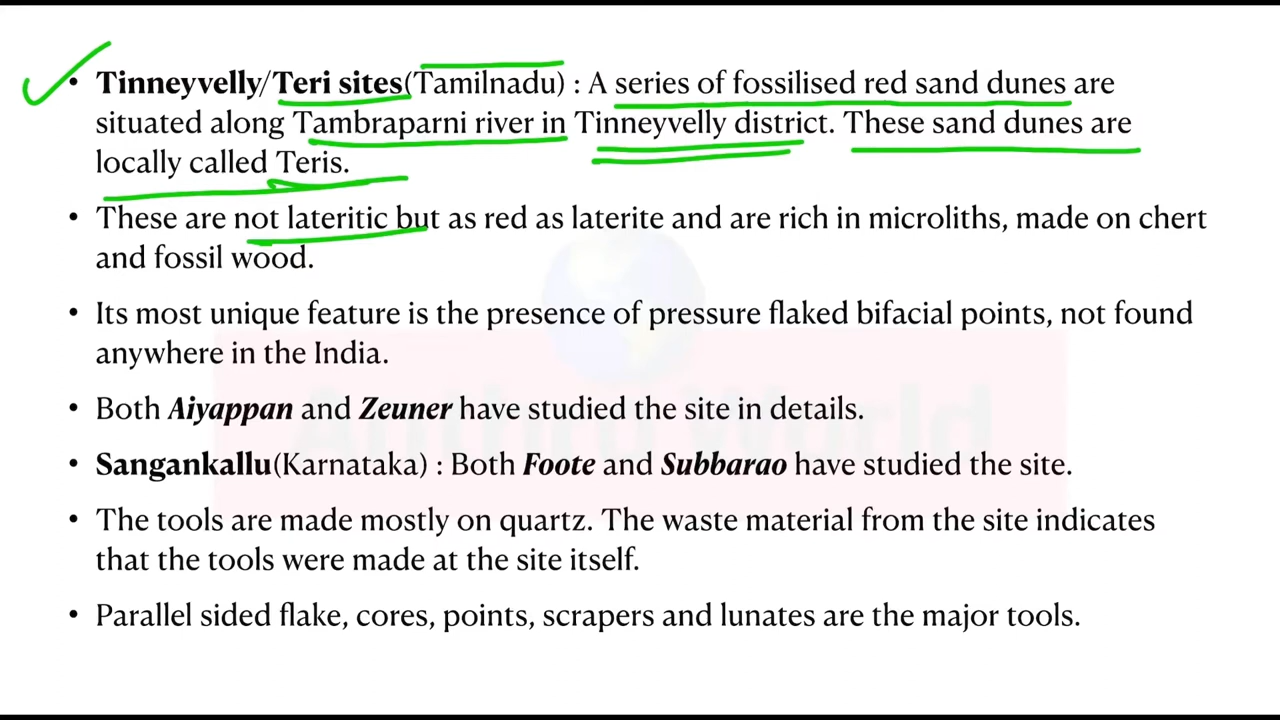 • Tinneyvelly/Teri sites(Tamilnadu) : A series of fossilised red sand dunes are
situated along Tambraparni river in Tinneyvelly district. These sand dunes are
locally called Teris.
• These are not lateritic but as red as laterite and are rich in microliths, made on chert
and fossil wood.
• Its most unique feature is the presence of pressure flaked bifacial points, not found
anywhere in the India.
• Both Aiyappan and Zeuner have studied the site in details.
• Sangankallu(Karnataka) : Both Foote and Subbarao have studied the site.
• The tools are made mostly on quartz. The waste material from the site indicates
that the tools were made at the site itself.
• Parallel sided flake, cores, points, scrapers and lunates are the major tools.